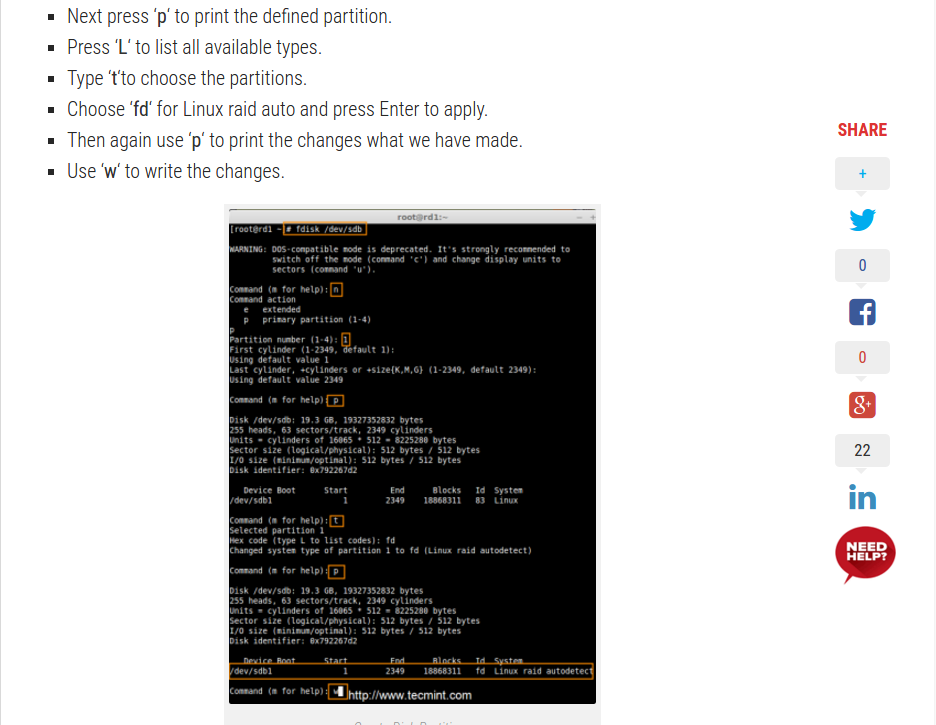 Next press ‘p‘ to print the defined partition.
Press ‘L‘ to list all available types.
Type ‘t‘to choose the partitions.
Choose ‘fd‘ for Linux raid auto and press Enter to apply.
Then again use ‘p‘ to print the changes what we have made.
Use ‘w‘ to write the changes.
root@rd1:~
[root@rd1 ~]# fdisk /dev/sdb
WARNING: DOS-compatible mode is deprecated. It's strongly recommended to
switch off the mode (command 'c') and change display units to
sectors (command 'u').
Command (m for help): n
Command action
e extended
p primary partition (1-4)
p
Partition number (1-4): 1
First cylinder (1-2349, default 1):
Using default value 1
Last cylinder, +cylinders or +size{K,M,G} (1-2349, default 2349):
Using default value 2349
Command (m for help): p
Disk /dev/sdb: 19.3 GB, 19327352832 bytes
255 heads, 63 sectors/track, 2349 cylinders
Units = cylinders of 16065 * 512 = 8225280 bytes
Sector size (logical/physical): 512 bytes / 512 bytes
I/O size (minimum/optimal): 512 bytes / 512 bytes
Disk identifier: 0x792267d2
Device Boot Start End Blocks Id System
/dev/sdb1 1 2349 18868311 83 Linux
Command (m for help): t
Selected partition 1
Hex code (type L to list codes): fd
Changed system type of partition 1 to fd (Linux raid autodetect)
Command (m for help): p
Disk /dev/sdb: 19.3 GB, 19327352832 bytes
255 heads, 63 sectors/track, 2349 cylinders
Units = cylinders of 16065 * 512 = 8225280 bytes
Sector size (logical/physical): 512 bytes / 512 bytes
I/O size (minimum/optimal): 512 bytes / 512 bytes
Disk identifier: 0x792267d2
Device Boot Start End Blocks Id System
/dev/sdb1 1 2349 18868311 fd Linux raid autodetect
Command (m for help): w
http://www.tecmint.com
SHARE
+
0
0
g+
22
in
NEED
HELP?